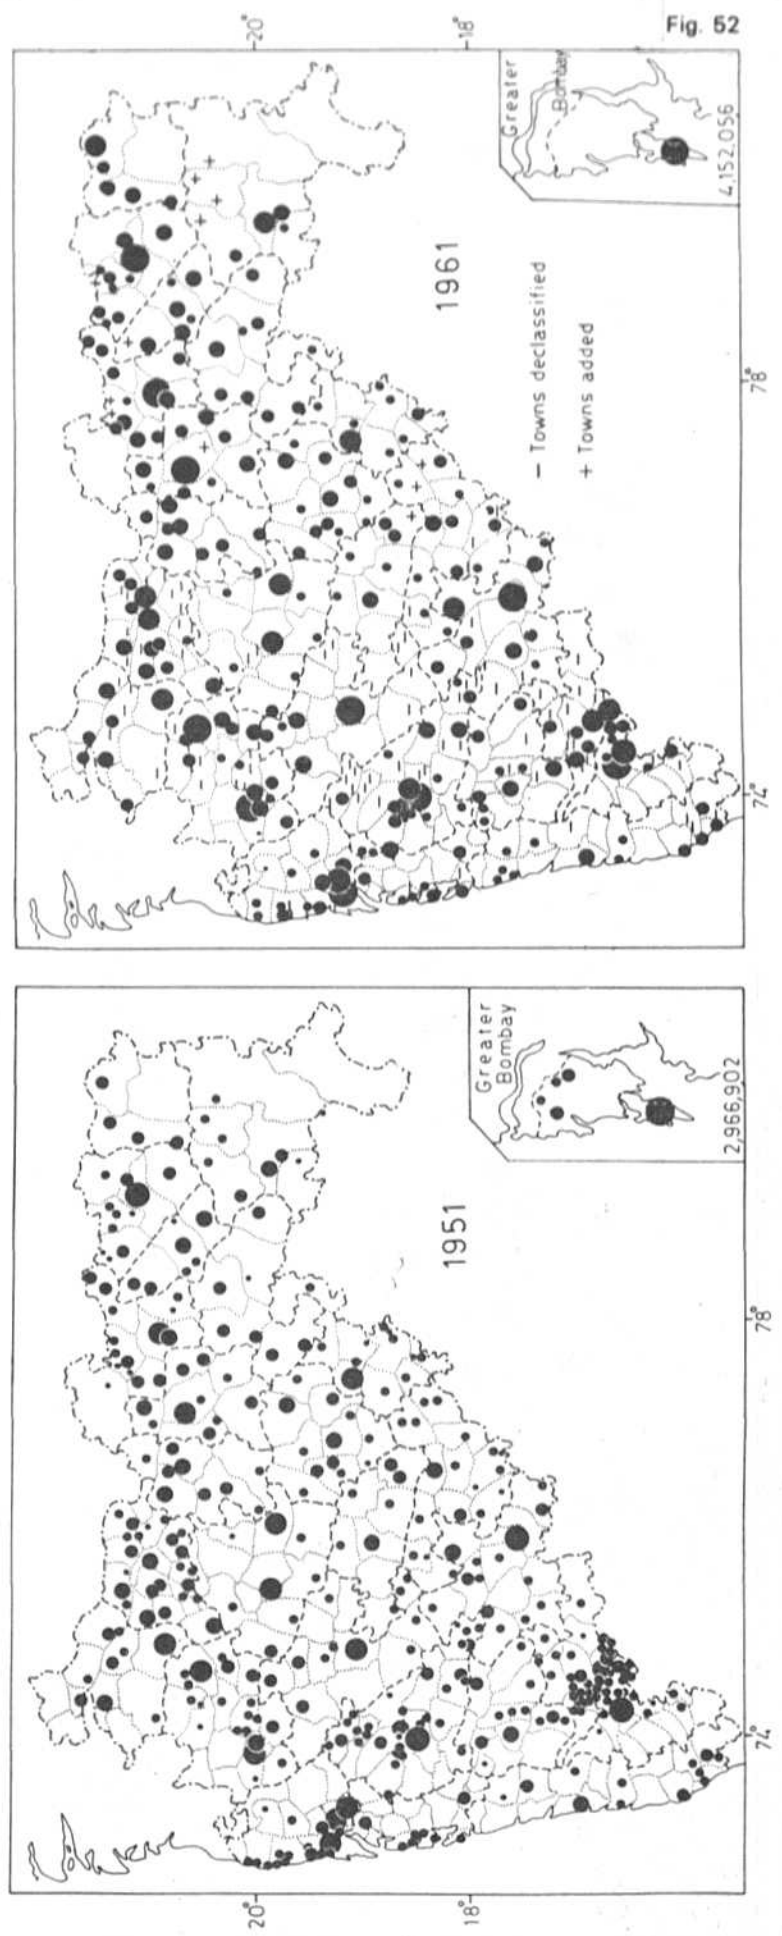 Fig. 52
20°
18°
Greater
Bombay
4,152,056
1961
– Towns declassified
+ Towns added
78°
74°
Greater
Bombay
2,966,902
1951
78°
74°
20°
18°